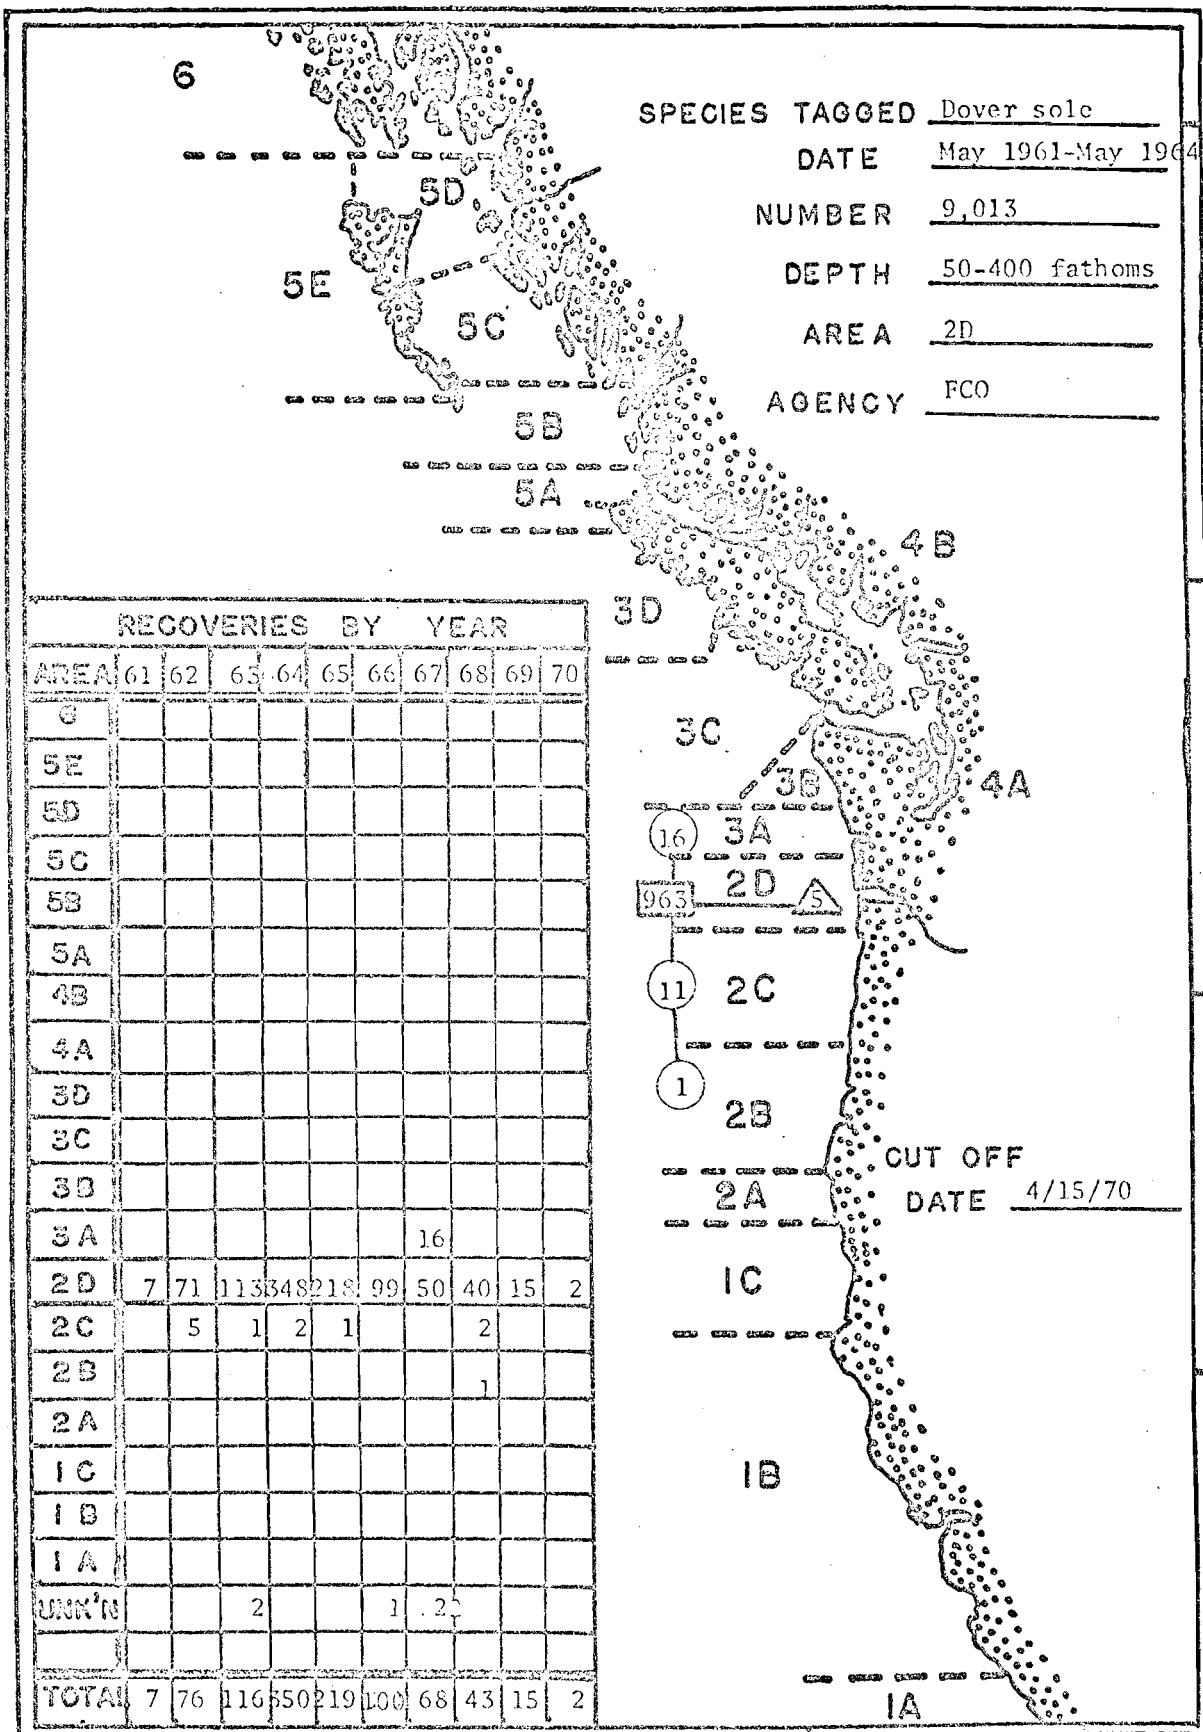 6
SPECIES TAGGED Dover sole
DATE May 1961-May 1964
5D
NUMBER 9,013
5E
DEPTH 50-400 fathoms
5C
AREA 2D
AGENCY FCO
5B
5A
4B
3D
RECOVERIES BY YEAR
AREA 61 62 63 64 65 66 67 68 69 70
6
5E
5D
5C
5B
5A
4B
4A
3D
3C
3B
3A 16
2D 7 71 113 348 218 99 50 40 15 2
2C 5 1 2 1 2
2B 1
2A
1C
1B
1A
UNK'N 2 1 2
TOTAL 7 76 116 350 219 100 68 43 15 2
3C
3B
4A
16 3A
2D
963 5
11 2C
1
2B
CUT OFF
2A
DATE 4/15/70
1C
1B
1A